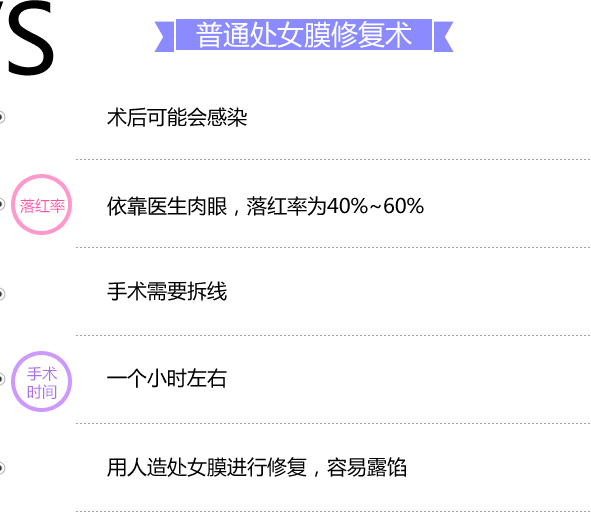 VS
普通处女膜修复术
术后可能会感染
落红率
依靠医生肉眼，落红率为40%~60%
手术需要拆线
手术
时间
一个小时左右
用人造处女膜进行修复，容易露馅